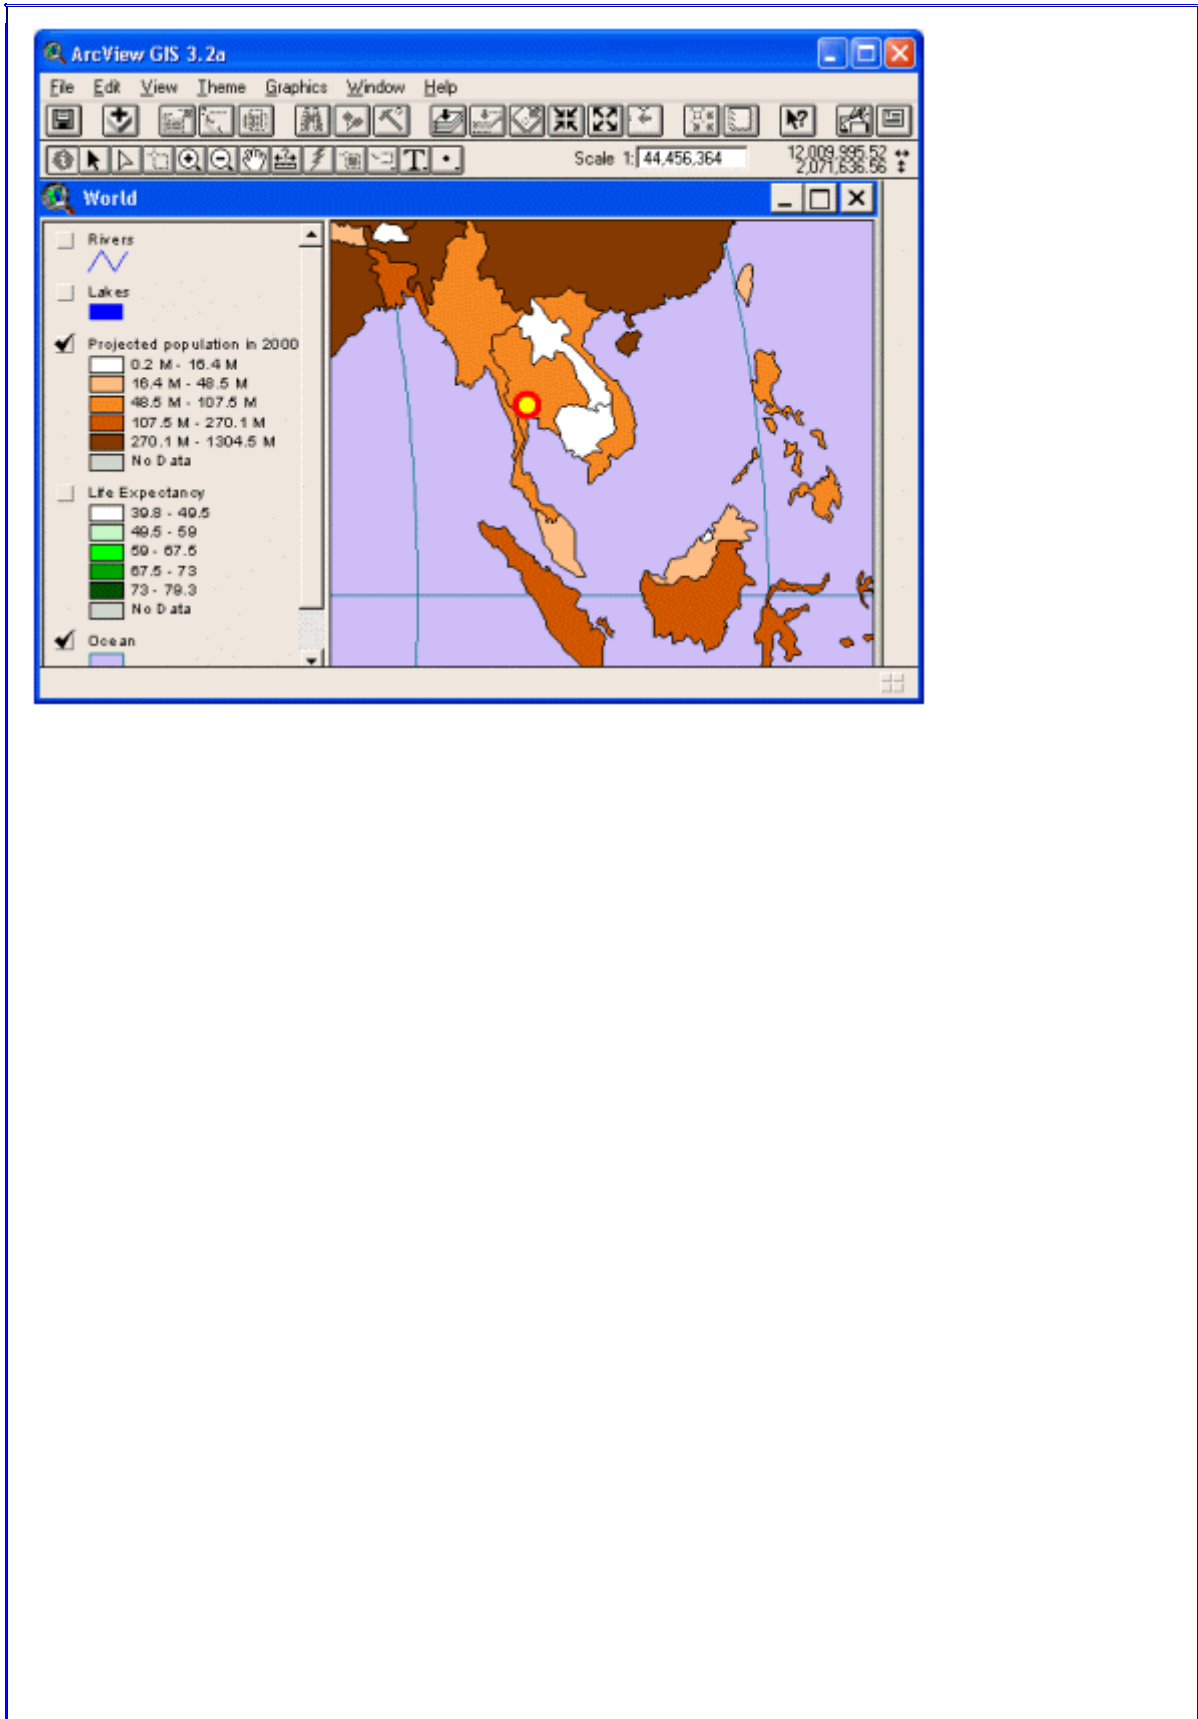 ArcView GIS 3.2a
File Edit View Theme Graphics Window Help
Scale 1: 44,456,364 12,009,995.52
2,071,636.56
World
Rivers
Lakes
Projected population in 2000
0.2 M - 16.4 M
16.4 M - 48.5 M
48.5 M - 107.5 M
107.5 M - 270.1 M
270.1 M - 1304.5 M
No Data
Life Expectancy
39.8 - 49.5
49.5 - 59
59 - 67.5
67.5 - 73
73 - 79.3
No Data
Ocean